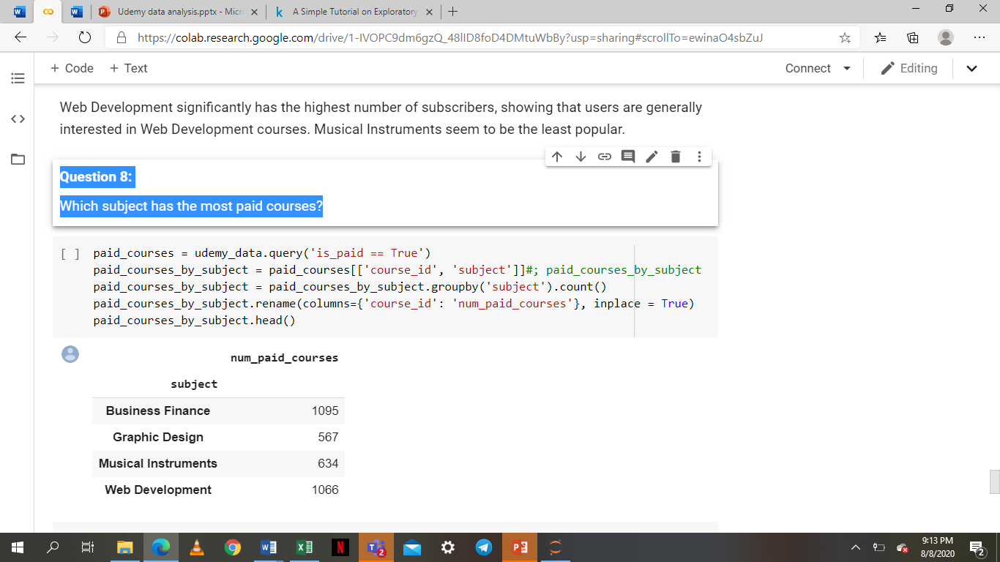 Udemy data analysis.pptx - Micro
A Simple Tutorial on Exploratory
https://colab.research.google.com/drive/1-IVOPC9dm6gzQ_48lID8foD4DMtuWbBy?usp=sharing#scrollTo=ewinaO4sbZuJ
+ Code + Text
Connect
Editing
Web Development significantly has the highest number of subscribers, showing that users are generally
interested in Web Development courses. Musical Instruments seem to be the least popular.
Question 8:
Which subject has the most paid courses?
[ ] paid_courses = udemy_data.query('is_paid == True')
paid_courses_by_subject = paid_courses[['course_id', 'subject']]#; paid_courses_by_subject
paid_courses_by_subject = paid_courses_by_subject.groupby('subject').count()
paid_courses_by_subject.rename(columns={'course_id': 'num_paid_courses'}, inplace = True)
paid_courses_by_subject.head()
num_paid_courses
subject
Business Finance 1095
Graphic Design 567
Musical Instruments 634
Web Development 1066
9:13 PM
8/8/2020
2
2